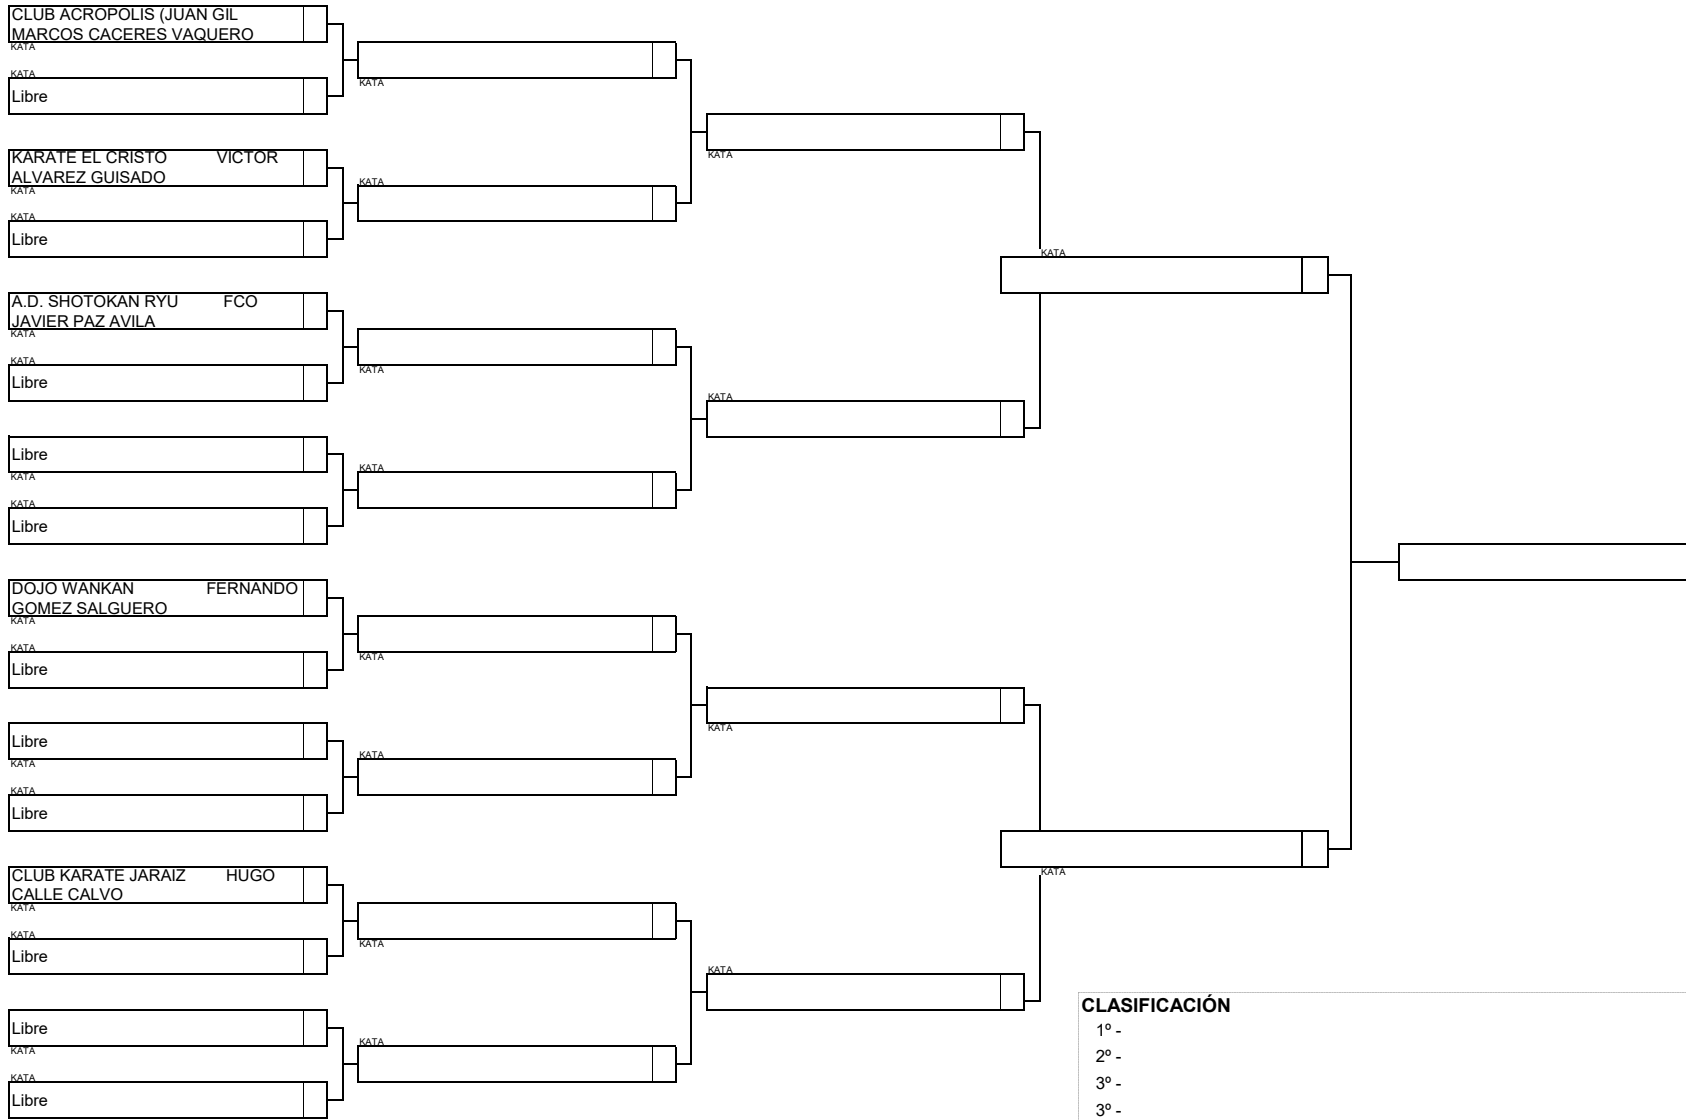 CLUB ACROPOLIS (JUAN GIL
MARCOS CACERES VAQUERO
KATA
KATA
KATA
Libre
KATA
KARATE EL CRISTO VICTOR
ALVAREZ GUISADO
KATA
KATA
KATA
Libre
KATA
A.D. SHOTOKAN RYU FCO
JAVIER PAZ AVILA
KATA
KATA
KATA
Libre
KATA
Libre
KATA
KATA
KATA
Libre
DOJO WANKAN FERNANDO
GOMEZ SALGUERO
KATA
KATA
KATA
Libre
KATA
Libre
KATA
KATA
KATA
Libre
KATA
CLUB KARATE JARAIZ HUGO
CALLE CALVO
KATA
KATA
KATA
Libre
KATA
Libre
KATA
KATA
KATA
Libre
CLASIFICACIÓN
1º -
2º -
3º -
3º -